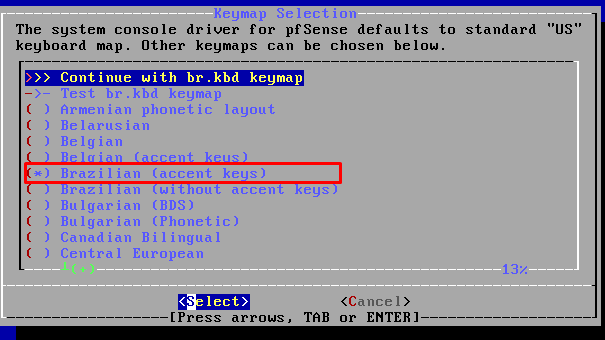 Keymap Selection
The system console driver for pfSense defaults to standard "US"
keyboard map. Other keymaps can be chosen below.
>>> Continue with br.kbd keymap
->- Test br.kbd keymap
( ) Armenian phonetic layout
( ) Belarusian
( ) Belgian
( ) Belgian (accent keys)
(*) Brazilian (accent keys)
( ) Brazilian (without accent keys)
( ) Bulgarian (BDS)
( ) Bulgarian (Phonetic)
( ) Canadian Bilingual
( ) Central European
└(+)
13%
<Select> <Cancel>
[Press arrows, TAB or ENTER]